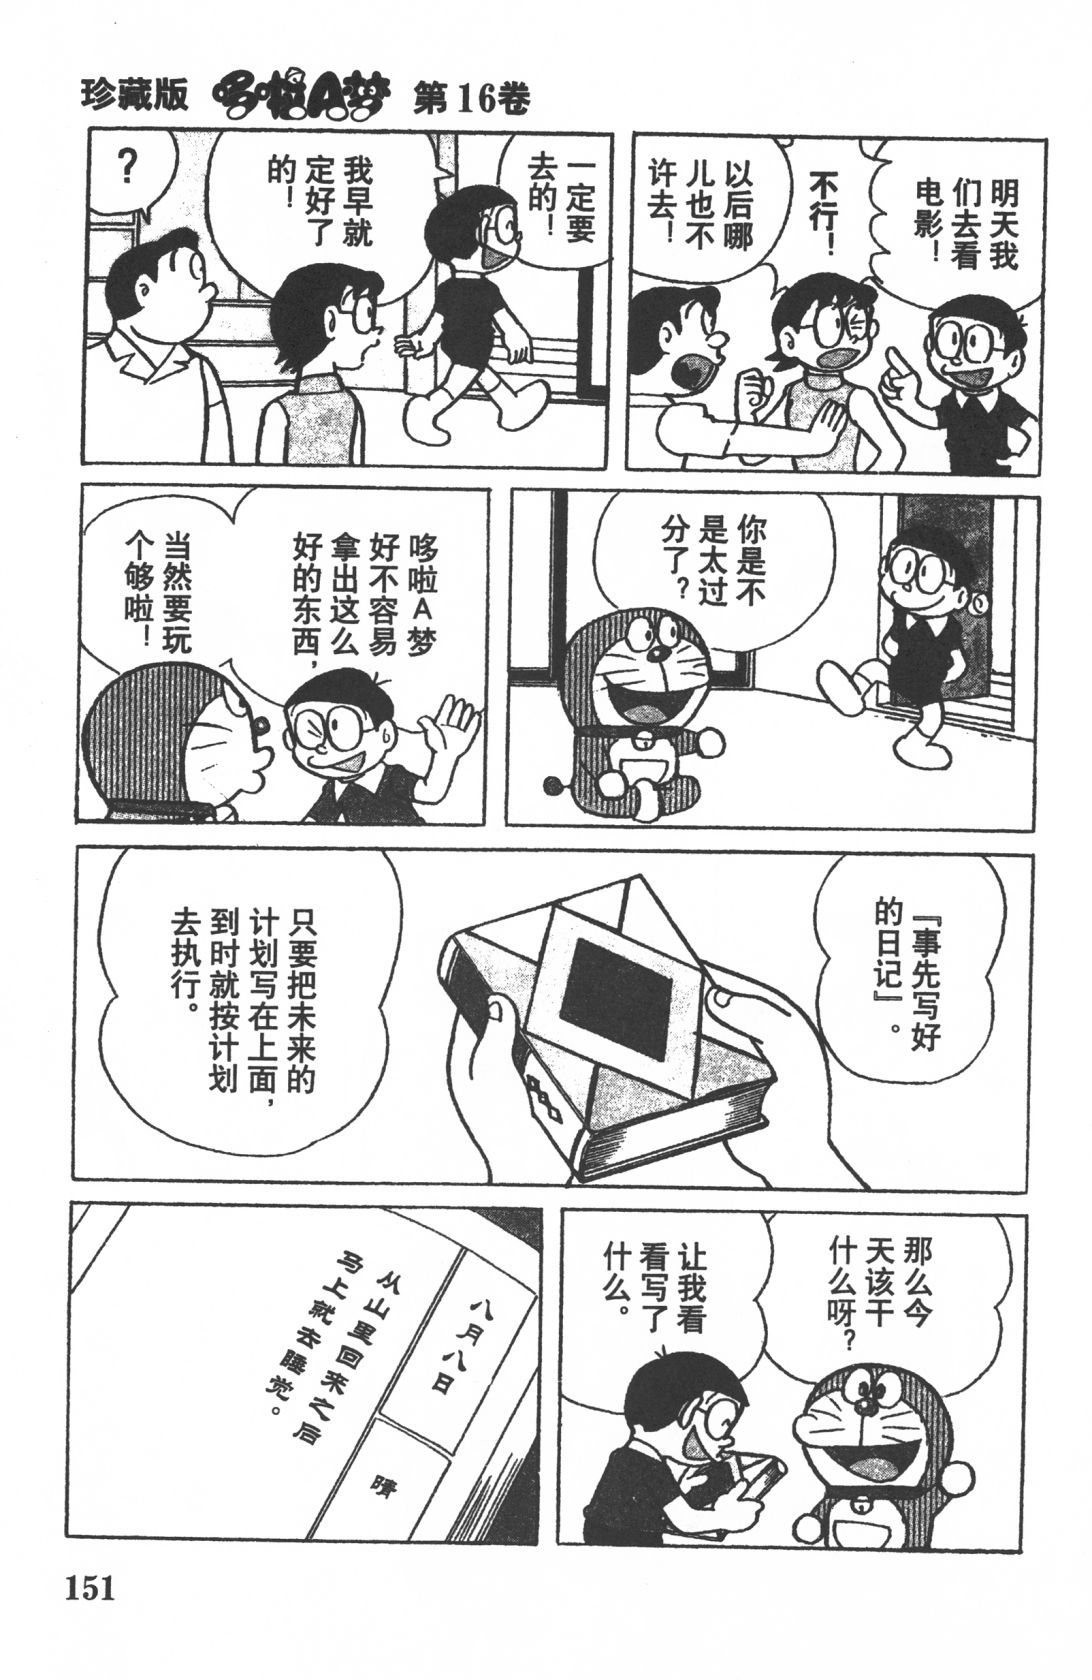 珍藏版 哆啦A梦 第16卷
明天我
们去看
电影！
不行！
以后哪
儿也不
许去！
一定要
去的！
我早就
定好了
的！
？
你是不
是太过
分了？
哆啦A梦
好不容易
拿出这么
好的东西，
当然要玩
个够啦！
『事先写好
的日记』。
只要把未来的
计划写在上面，
到时就按计划
去执行。
那么今
天该干
什么呀？
让我看
看写了
什么。
八月八日
晴
从山里回来之后
马上就去睡觉。
151